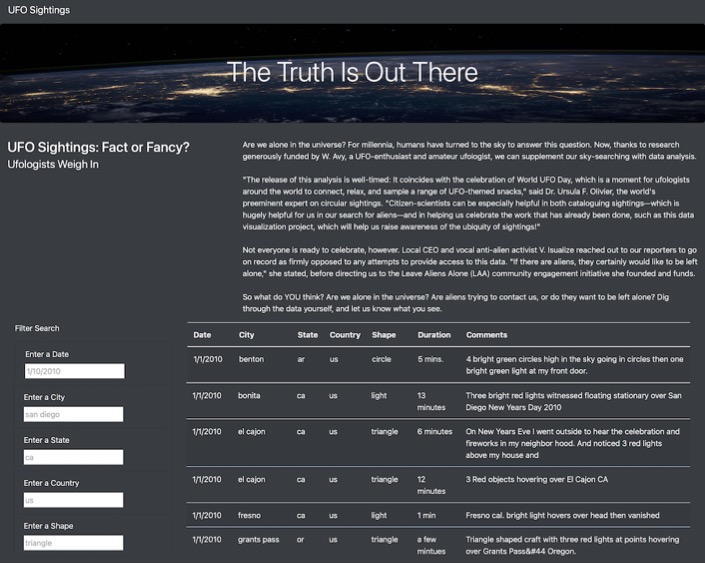 UFO Sightings
The Truth Is Out There
UFO Sightings: Fact or Fancy?
Ufologists Weigh In
Are we alone in the universe? For millennia, humans have turned to the sky to answer this question. Now, thanks to research
generously funded by W. Avy, a UFO-enthusiast and amateur ufologist, we can supplement our sky-searching with data analysis.
"The release of this analysis is well-timed: It coincides with the celebration of World UFO Day, which is a moment for ufologists
around the world to connect, relax, and sample a range of UFO-themed snacks," said Dr. Ursula F. Olivier, the world's
preeminent expert on circular sightings. "Citizen-scientists can be especially helpful in both cataloguing sightings—which is
hugely helpful for us in our search for aliens—and in helping us celebrate the work that has already been done, such as this data
visualization project, which will help us raise awareness of the ubiquity of sightings!"
Not everyone is ready to celebrate, however. Local CEO and vocal anti-alien activist V. Isualize reached out to our reporters to go
on record as firmly opposed to any attempts to provide access to this data. "If there are aliens, they certainly would like to be left
alone," she stated, before directing us to the Leave Aliens Alone (LAA) community engagement initiative she founded and funds.
So what do YOU think? Are we alone in the universe? Are aliens trying to contact us, or do they want to be left alone? Dig
through the data yourself, and let us know what you see.
Filter Search
Enter a Date
1/10/2010
Enter a City
san diego
Enter a State
ca
Enter a Country
us
Enter a Shape
triangle
Date City State Country Shape Duration Comments
1/1/2010 benton ar us circle 5 mins. 4 bright green circles high in the sky going in circles then one
bright green light at my front door.
1/1/2010 bonita ca us light 13 Three bright red lights witnessed floating stationary over San
minutes Diego New Years Day 2010
1/1/2010 el cajon ca us triangle 6 minutes On New Years Eve I went outside to hear the celebration and
fireworks in my neighbor hood. And noticed 3 red lights
above my house and
1/1/2010 el cajon ca us triangle 12 3 Red objects hovering over El Cajon CA
minutes
1/1/2010 fresno ca us light 1 min Fresno cal. bright light hovers over head then vanished
1/1/2010 grants pass or us triangle a few Triangle shaped craft with three red lights at points hovering
mintues over Grants Pass&#44 Oregon.